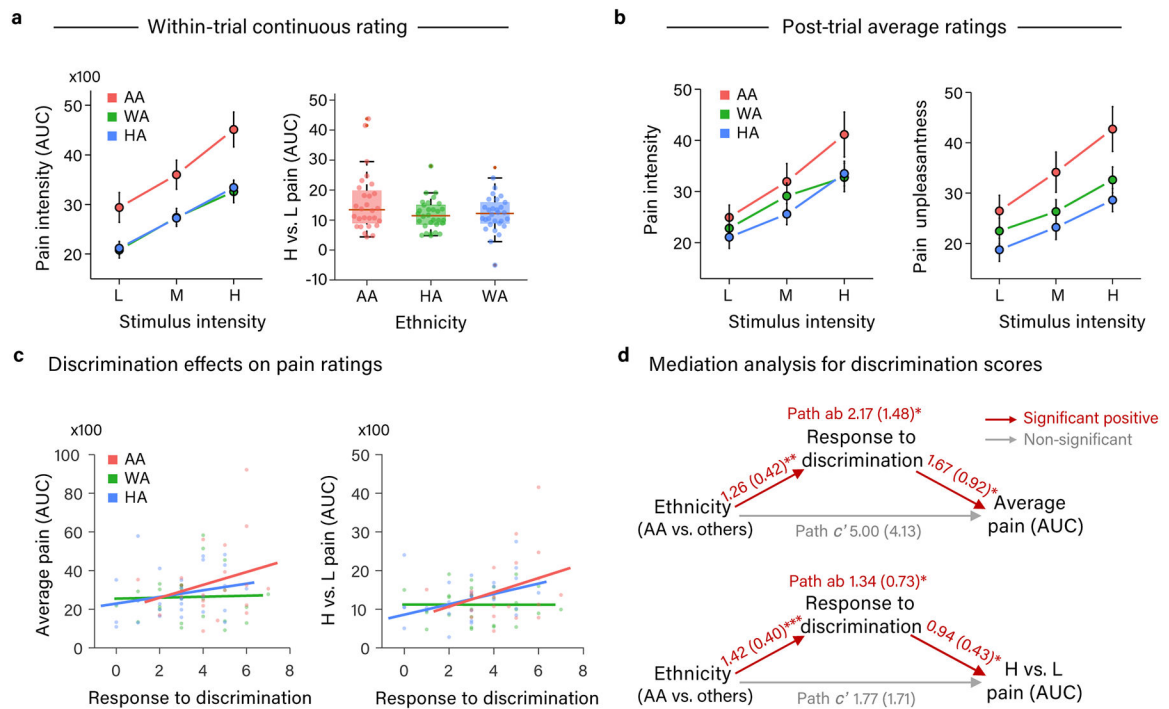 a
Within-trial continuous rating
x100
Pain intensity (AUC)
50
40
30
20
AA
WA
HA
L
M
H
Stimulus intensity
H vs. L pain (AUC)
50
40
30
20
10
0
-10
AA
HA
WA
Ethnicity
b
Post-trial average ratings
Pain intensity
50
40
30
20
AA
WA
HA
L
M
H
Stimulus intensity
Pain unpleasantness
50
40
30
20
L
M
H
Stimulus intensity
c
Discrimination effects on pain ratings
x100
Average pain (AUC)
100
80
60
40
20
0
AA
WA
HA
0
2
4
6
8
Response to discrimination
x100
H vs. L pain (AUC)
50
40
30
20
10
0
0
2
4
6
8
Response to discrimination
d
Mediation analysis for discrimination scores
Significant positive
Non-significant
Path ab 2.17 (1.48)*
Response to
discrimination
1.26 (0.42)**
1.67 (0.92)*
Ethnicity
(AA vs. others)
Average
pain (AUC)
Path c' 5.00 (4.13)
Path ab 1.34 (0.73)*
Response to
discrimination
1.42 (0.40)***
0.94 (0.43)*
Ethnicity
(AA vs. others)
H vs. L
pain (AUC)
Path c' 1.77 (1.71)